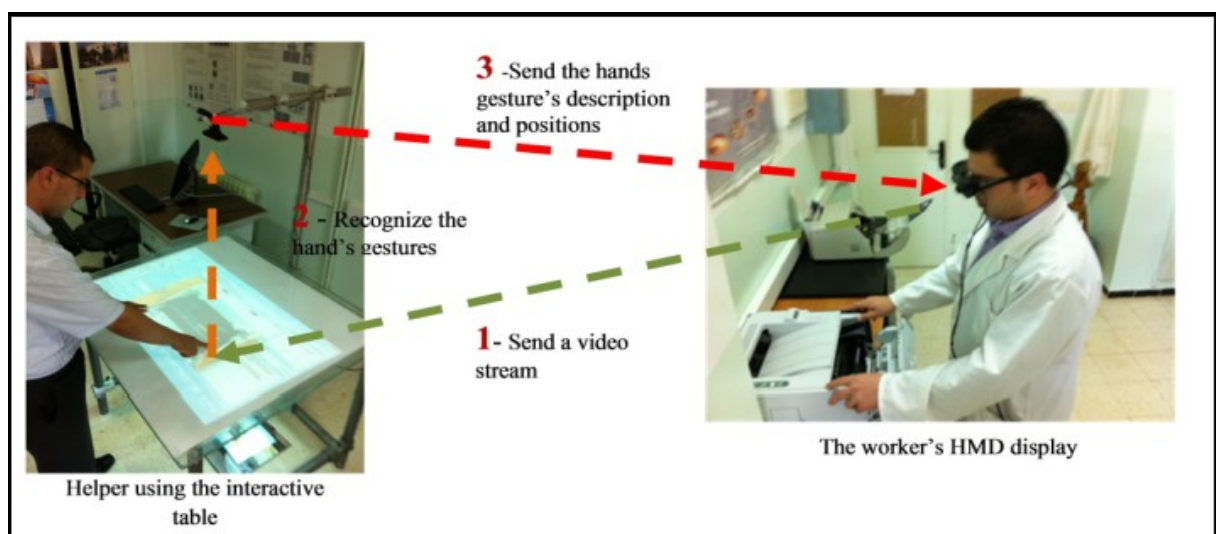 3 -Send the hands
gesture's description
and positions
2 - Recognize the
hand's gestures
1- Send a video
stream
The worker's HMD display
Helper using the interactive
table